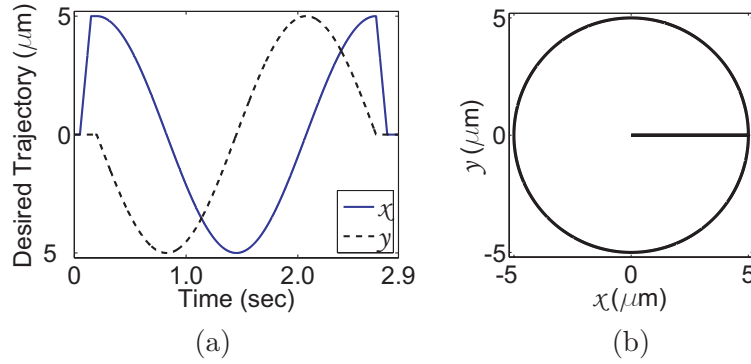 Desired Trajectory (μm)
5
0
5
x
y
0
1.0
2.0
2.9
Time (sec)
(a)
y (μm)
5
0
-5
-5
0
5
x (μm)
(b)